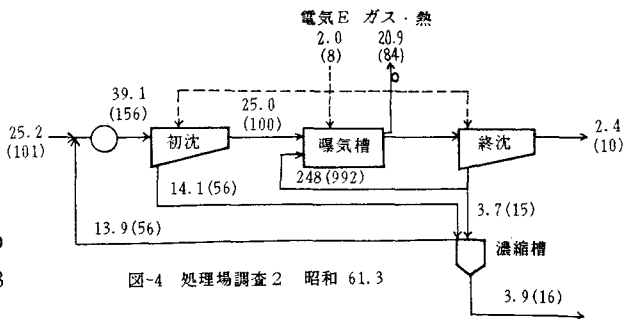 電気E ガス・熱
2.0 20.9
(8) (84)
39.1
(156)
25.0
(100)
25.2
(101)
初沈
曝気槽
終沈
2.4
(10)
248(992)
14.1(56)
3.7(15)
13.9(56)
濃縮槽
図-4 処理場調査2 昭和 61.3
3.9(16)